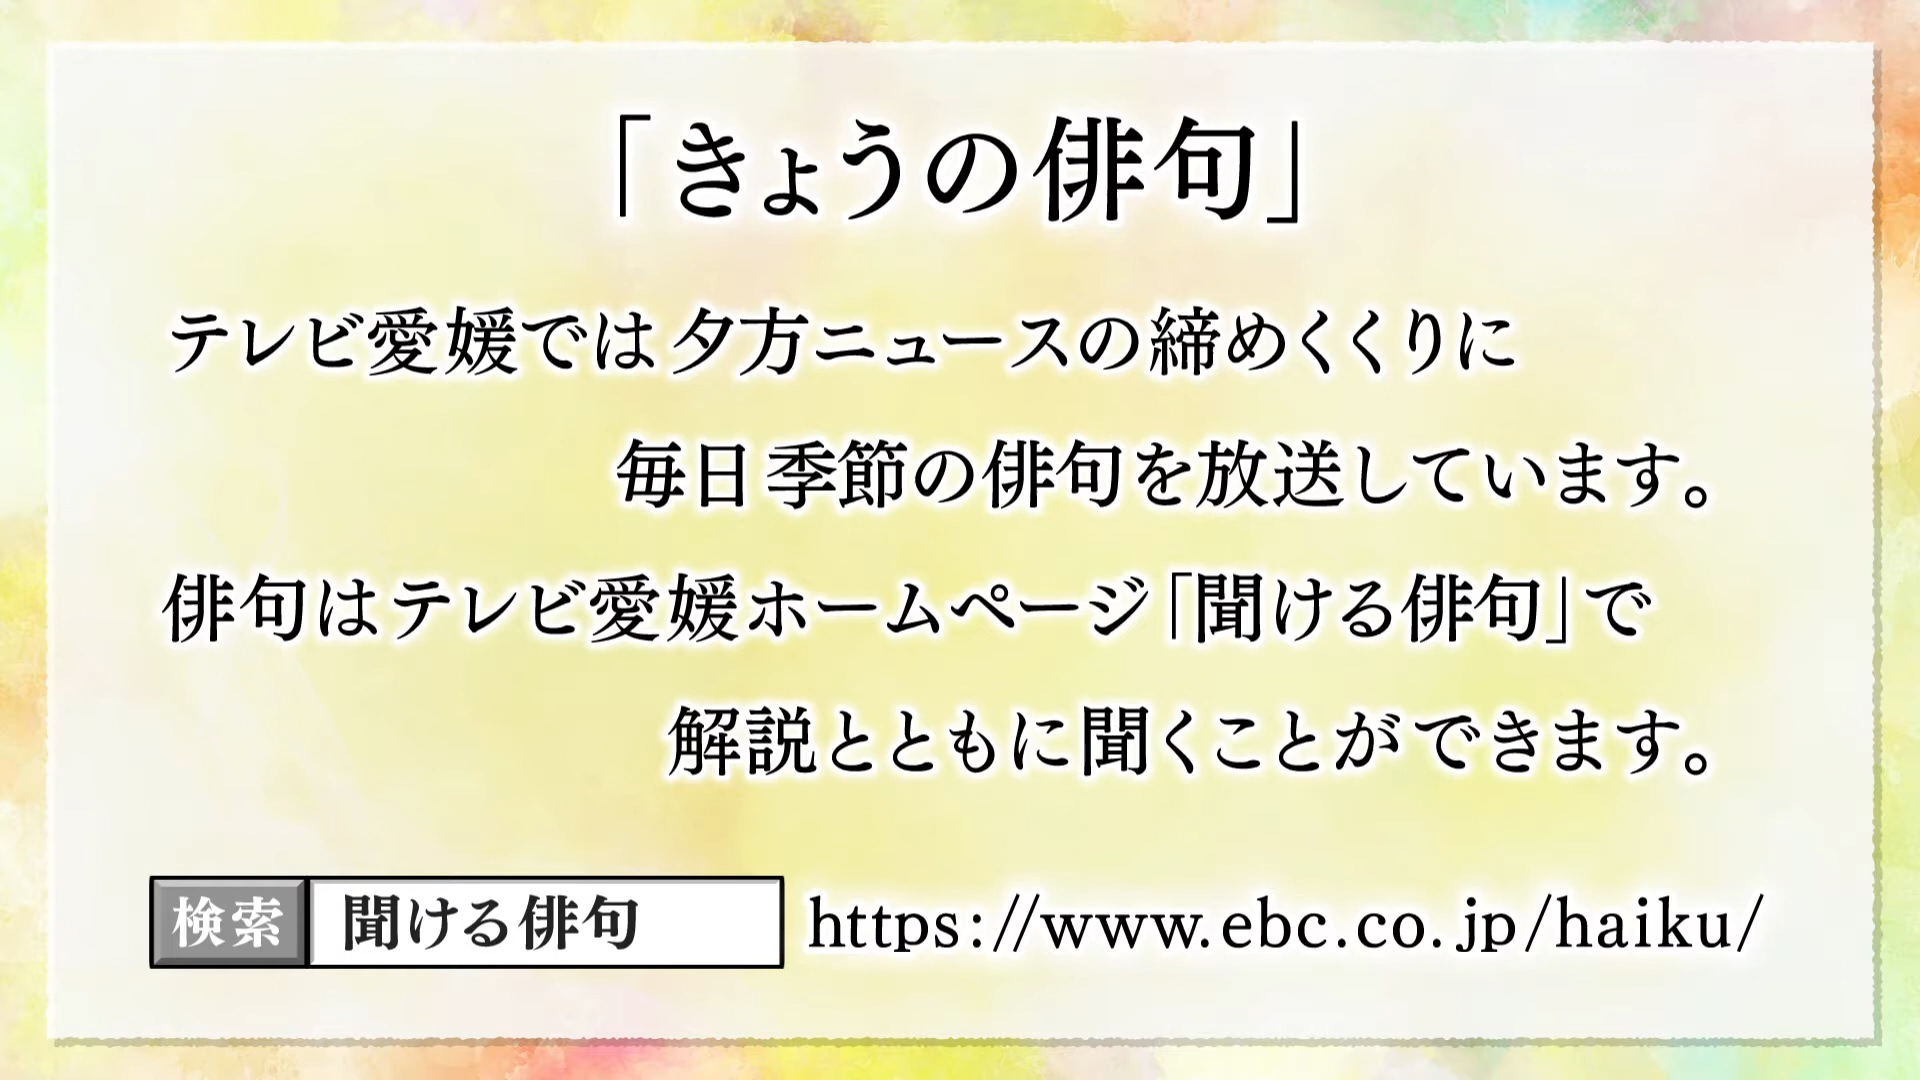 「きょうの俳句」
テレビ愛媛では夕方ニュースの締めくくりに
毎日季節の俳句を放送しています。
俳句はテレビ愛媛ホームページ「聞ける俳句」で
解説とともに聞くことができます。
検索 聞ける俳句 https://www.ebc.co.jp/haiku/